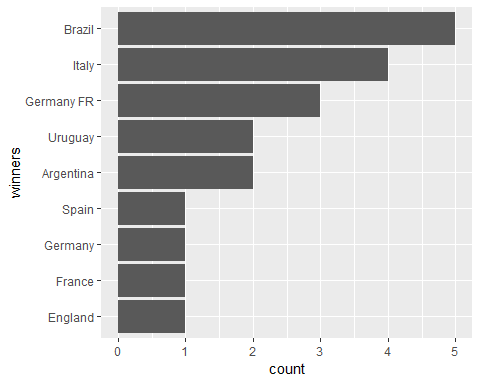 Brazil
Italy
Germany FR
Uruguay
Argentina
Spain
Germany
France
England
winners
0 1 2 3 4 5
count